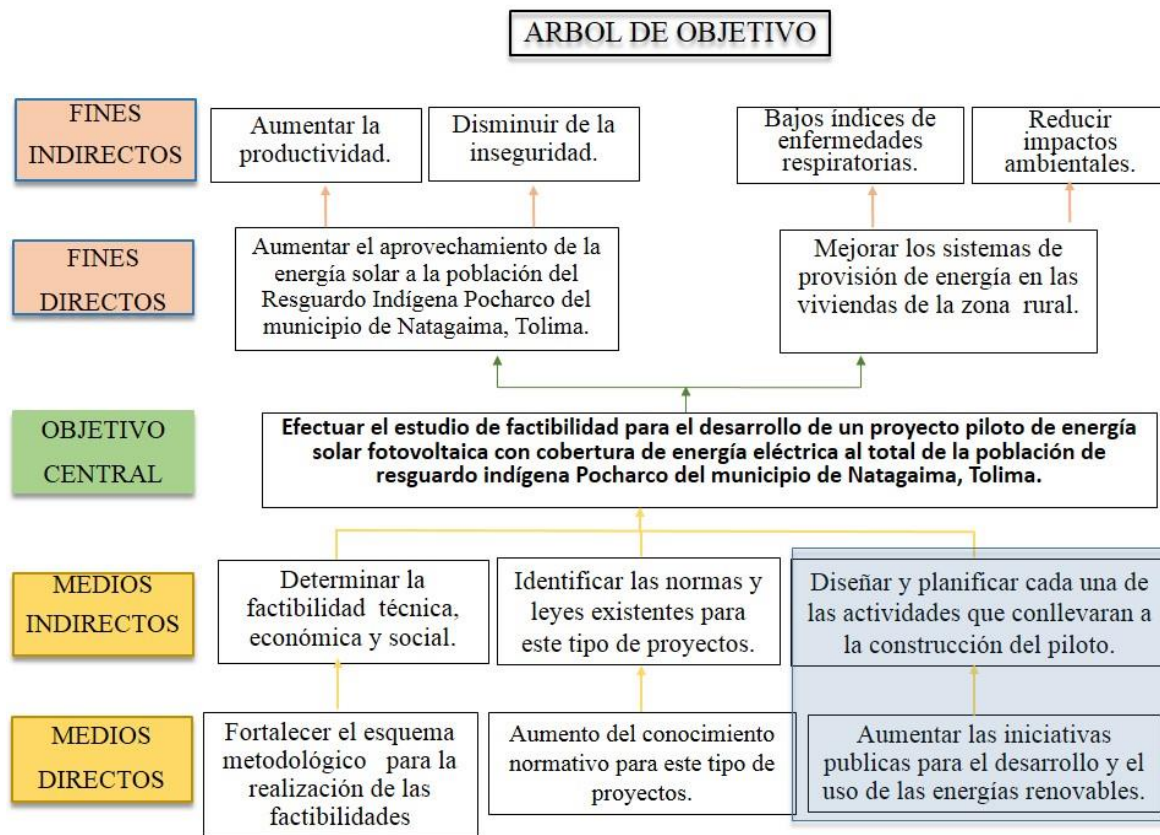 ARBOL DE OBJETIVO
FINES
INDIRECTOS
Aumentar la
productividad.
Disminuir de la
inseguridad.
Bajos índices de
enfermedades
respiratorias.
Reducir
impactos
ambientales.
FINES
DIRECTOS
Aumentar el aprovechamiento de la
energía solar a la población del
Resguardo Indígena Pocharco del
municipio de Natagaima, Tolima.
Mejorar los sistemas de
provisión de energía en las
viviendas de la zona rural.
OBJETIVO
CENTRAL
Efectuar el estudio de factibilidad para el desarrollo de un proyecto piloto de energía
solar fotovoltaica con cobertura de energía eléctrica al total de la población de
resguardo indígena Pocharco del municipio de Natagaima, Tolima.
MEDIOS
INDIRECTOS
Determinar la
factibilidad técnica,
económica y social.
Identificar las normas y
leyes existentes para
este tipo de proyectos.
Diseñar y planificar cada una de
las actividades que conllevaran a
la construcción del piloto.
MEDIOS
DIRECTOS
Fortalecer el esquema
metodológico para la
realización de las
factibilidades
Aumento del conocimiento
normativo para este tipo de
proyectos.
Aumentar las iniciativas
publicas para el desarrollo y el
uso de las energías renovables.